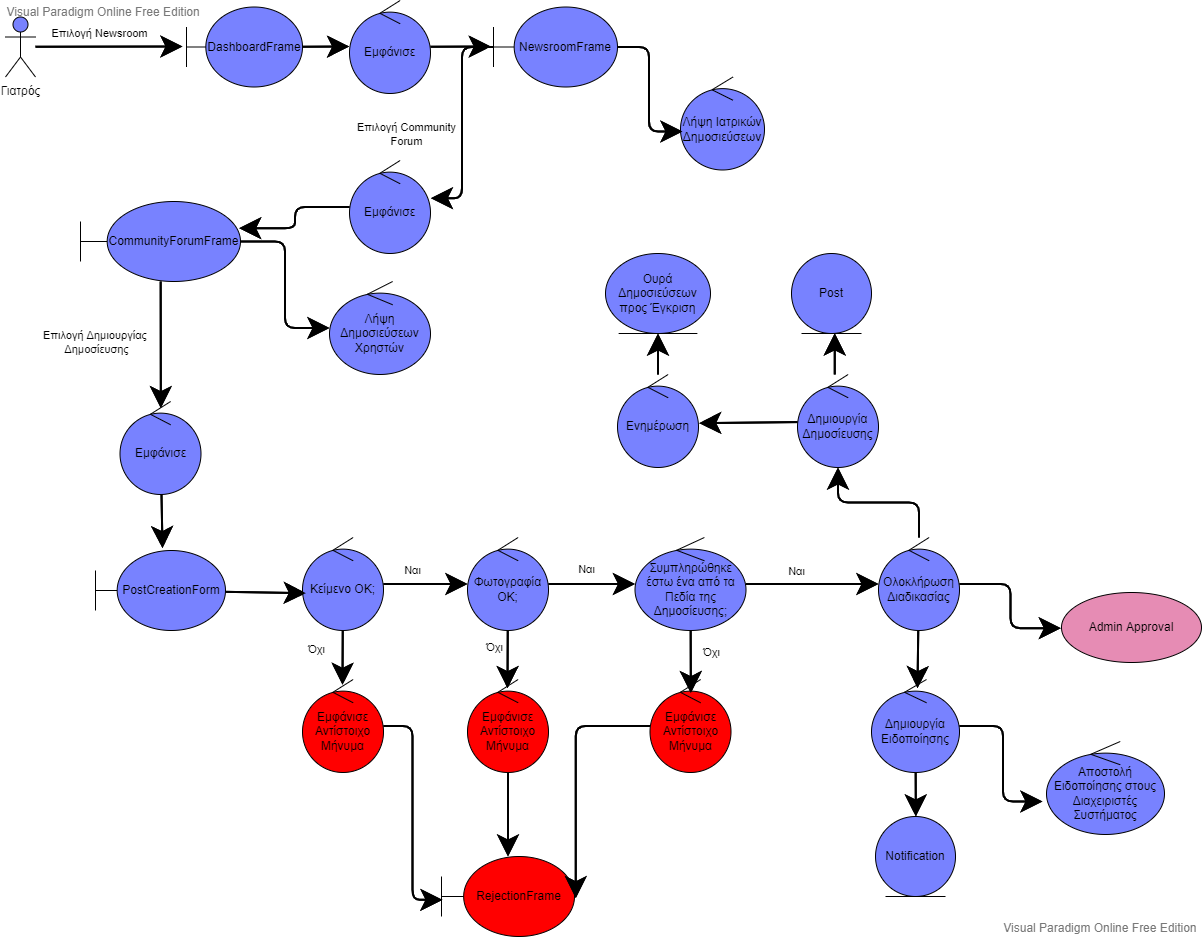 Visual Paradigm Online Free Edition
Επιλογή Newsroom
Γιατρός
DashboardFrame
Εμφάνισε
NewsroomFrame
Λήψη Ιατρικών
Δημοσιεύσεων
Επιλογή Community
Forum
Εμφάνισε
CommunityForumFrame
Λήψη
Δημοσιεύσεων
Χρηστών
Επιλογή Δημιουργίας
Δημοσίευσης
Ουρά
Δημοσιεύσεων
προς Έγκριση
Post
Εμφάνισε
Ενημέρωση
Δημιουργία
Δημοσίευσης
PostCreationForm
Κείμενο OK;
Ναι
Φωτογραφία
OK;
Ναι
Συμπληρώθηκε
έστω ένα από τα
Πεδία της
Δημοσίευσης;
Ναι
Ολοκλήρωση
Διαδικασίας
Admin Approval
Όχι
Όχι
Όχι
Εμφάνισε
Αντίστοιχο
Μήνυμα
Εμφάνισε
Αντίστοιχο
Μήνυμα
Εμφάνισε
Αντίστοιχο
Μήνυμα
Δημιουργία
Ειδοποίησης
Αποστολή
Ειδοποίησης στους
Διαχειριστές
Συστήματος
Notification
RejectionFrame
Visual Paradigm Online Free Edition